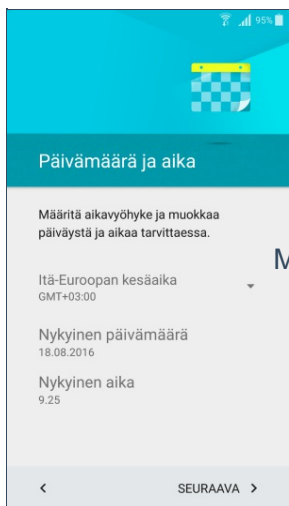 95%
Päivämäärä ja aika
Määritä aikavyöhyke ja muokkaa
päiväystä ja aikaa tarvittaessa.
M
Itä-Euroopan kesäaika
GMT+03:00
Nykyinen päivämäärä
18.08.2016
Nykyinen aika
9.25
SEURAAVA